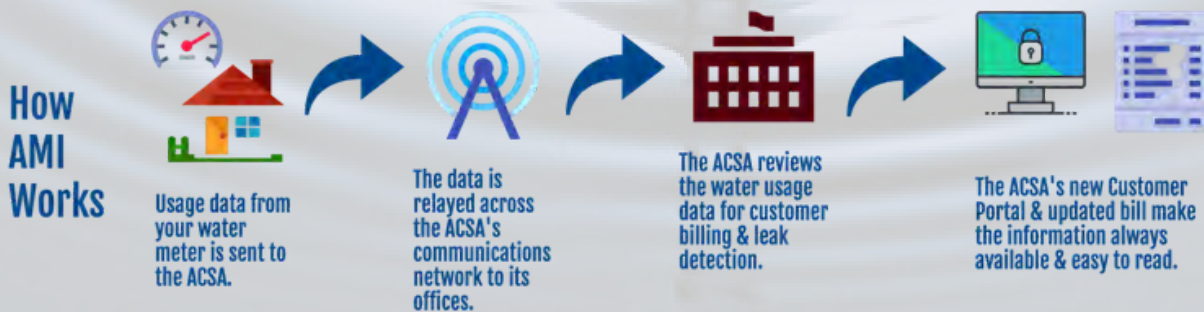 How
AMI
Works
Usage data from
your water
meter is sent to
the ACSA.
The data is
relayed across
the ACSA's
communications
network to its
offices.
The ACSA reviews
the water usage
data for customer
billing & leak
detection.
The ACSA's new Customer
Portal & updated bill make
the information always
available & easy to read.